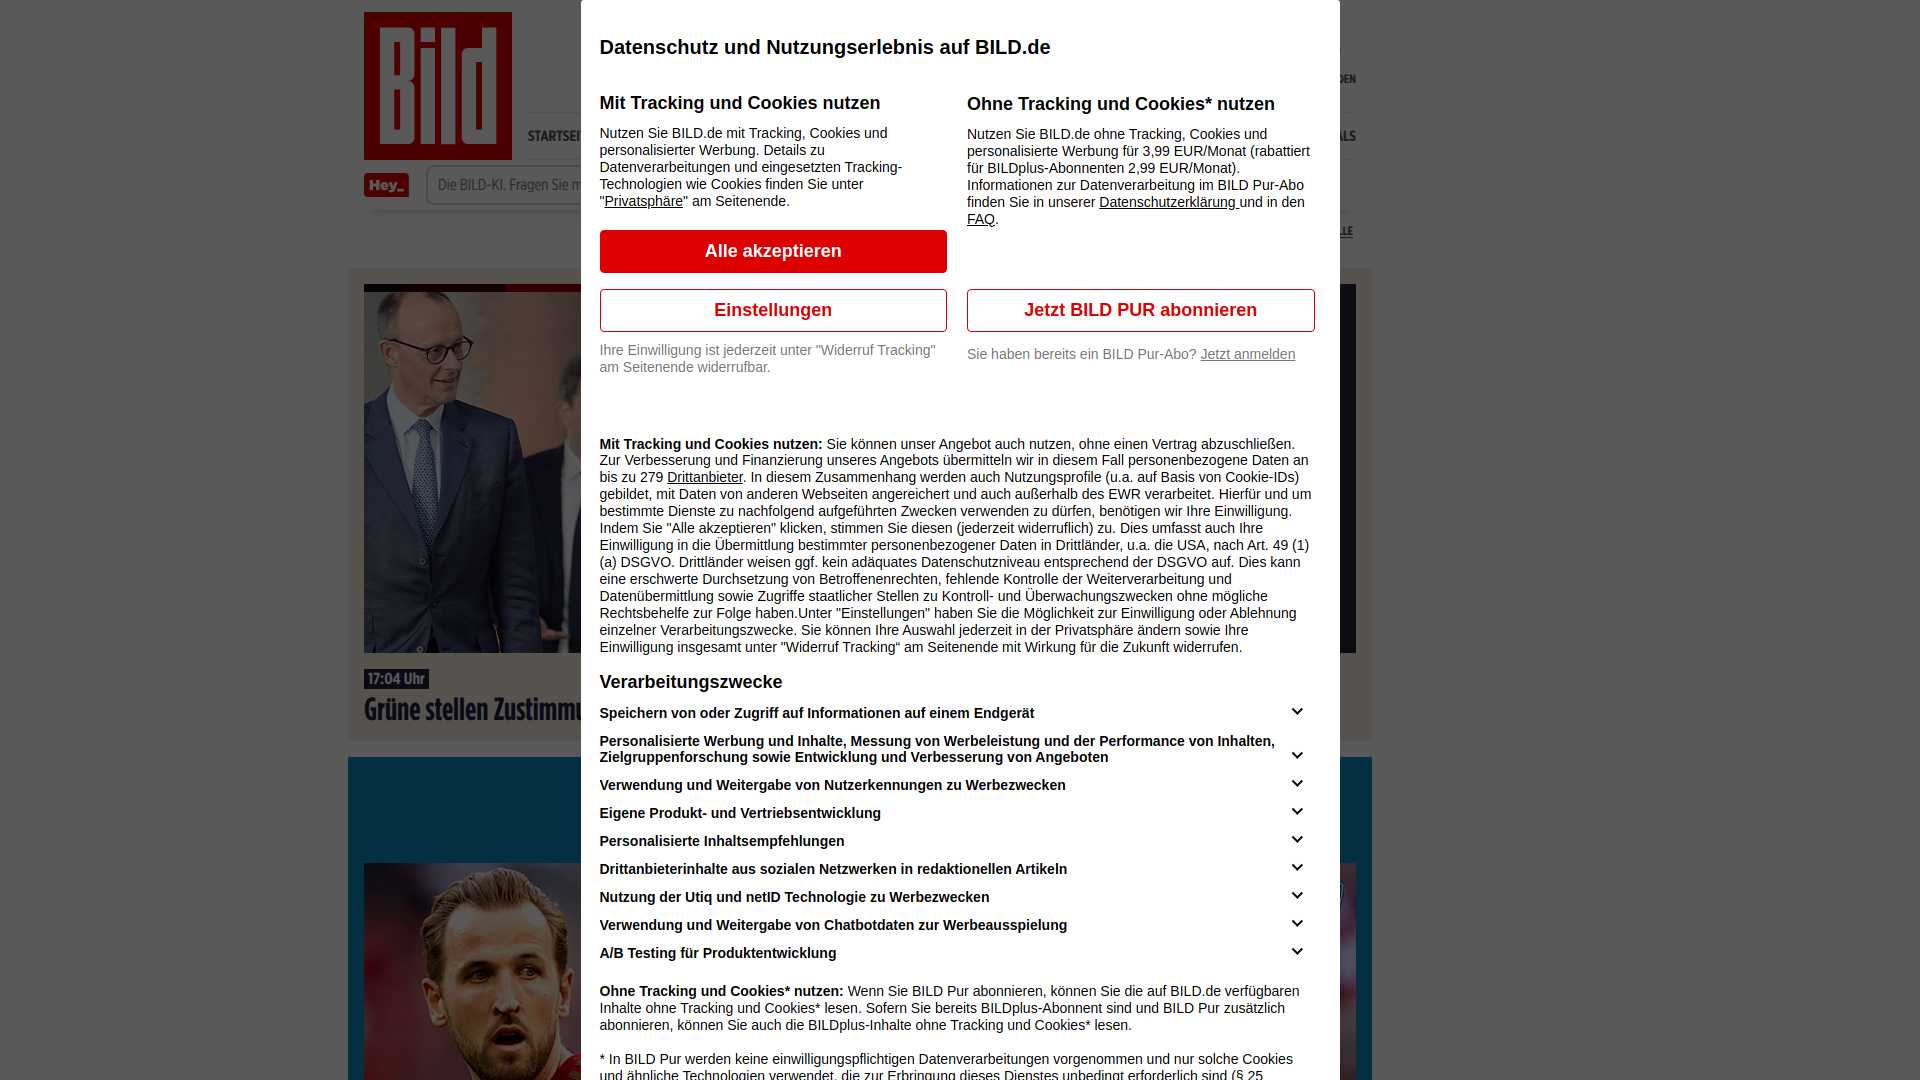 Bild
Datenschutz und Nutzungserlebnis auf BILD.de
Mit Tracking und Cookies nutzen
Nutzen Sie BILD.de mit Tracking, Cookies und
personalisierter Werbung. Details zu
Datenverarbeitungen und eingesetzten Tracking-
Technologien wie Cookies finden Sie unter
"Privatsphäre" am Seitenende.
Alle akzeptieren
Einstellungen
Ihre Einwilligung ist jederzeit unter "Widerruf Tracking"
am Seitenende widerrufbar.
Ohne Tracking und Cookies* nutzen
Nutzen Sie BILD.de ohne Tracking, Cookies und
personalisierte Werbung für 3,99 EUR/Monat (rabattiert
für BILDplus-Abonnenten 2,99 EUR/Monat).
Informationen zur Datenverarbeitung im BILD Pur-Abo
finden Sie in unserer Datenschutzerklärung und in den
FAQ.
Jetzt BILD PUR abonnieren
Sie haben bereits ein BILD Pur-Abo? Jetzt anmelden
Hey_
Die BILD-KI. Fragen Sie
17:04 Uhr
Grüne stellen
Mit Tracking und Cookies nutzen: Sie können unser Angebot auch nutzen, ohne einen Vertrag abzuschließen.
Zur Verbesserung und Finanzierung unseres Angebots übermitteln wir in diesem Fall personenbezogene Daten an
bis zu 279 Drittanbieter. In diesem Zusammenhang werden auch Nutzungsprofile (u.a. auf Basis von Cookie-IDs)
gebildet, mit Daten von anderen Webseiten angereichert und auch außerhalb des EWR verarbeitet. Hierfür und um
bestimmte Dienste zu nachfolgend aufgeführten Zwecken verwenden zu dürfen, benötigen wir Ihre Einwilligung.
Indem Sie "Alle akzeptieren" klicken, stimmen Sie diesen (jederzeit widerruflich) zu. Dies umfasst auch Ihre
Einwilligung in die Übermittlung bestimmter personenbezogener Daten in Drittländer, u.a. die USA, nach Art. 49 (1)
(a) DSGVO. Drittländer weisen ggf. kein adäquates Datenschutzniveau entsprechend der DSGVO auf. Dies kann
eine erschwerte Durchsetzung von Betroffenenrechten, fehlende Kontrolle der Weiterverarbeitung und
Datenübermittlung sowie Zugriffe staatlicher Stellen zu Kontroll- und Überwachungszwecken ohne mögliche
Rechtsbehelfe zur Folge haben.Unter "Einstellungen" haben Sie die Möglichkeit zur Einwilligung oder Ablehnung
einzelner Verarbeitungszwecke. Sie können Ihre Auswahl jederzeit in der Privatsphäre ändern sowie Ihre
Einwilligung insgesamt unter "Widerruf Tracking“ am Seitenende mit Wirkung für die Zukunft widerrufen.
Verarbeitungszwecke
Speichern von oder Zugriff auf Informationen auf einem Endgerät
Personalisierte Werbung und Inhalte, Messung von Werbeleistung und der Performance von Inhalten,
Zielgruppenforschung sowie Entwicklung und Verbesserung von Angeboten
Verwendung und Weitergabe von Nutzerkennungen zu Werbezwecken
Eigene Produkt- und Vertriebsentwicklung
Personalisierte Inhaltsempfehlungen
Drittanbieterinhalte aus sozialen Netzwerken in redaktionellen Artikeln
Nutzung der Utiq und netID Technologie zu Werbezwecken
Verwendung und Weitergabe von Chatbotdaten zur Werbeausspielung
A/B Testing für Produktentwicklung
Ohne Tracking und Cookies* nutzen: Wenn Sie BILD Pur abonnieren, können Sie die auf BILD.de verfügbaren
Inhalte ohne Tracking und Cookies* lesen. Sofern Sie bereits BILDplus-Abonnent sind und BILD Pur zusätzlich
abonnieren, können Sie auch die BILDplus-Inhalte ohne Tracking und Cookies* lesen.
* In BILD Pur werden keine einwilligungspflichtigen Datenverarbeitungen vorgenommen und nur solche Cookies
und ähnliche Technologien verwendet, die zur Erbringung dieses Dienstes unbedingt erforderlich sind (§ 25